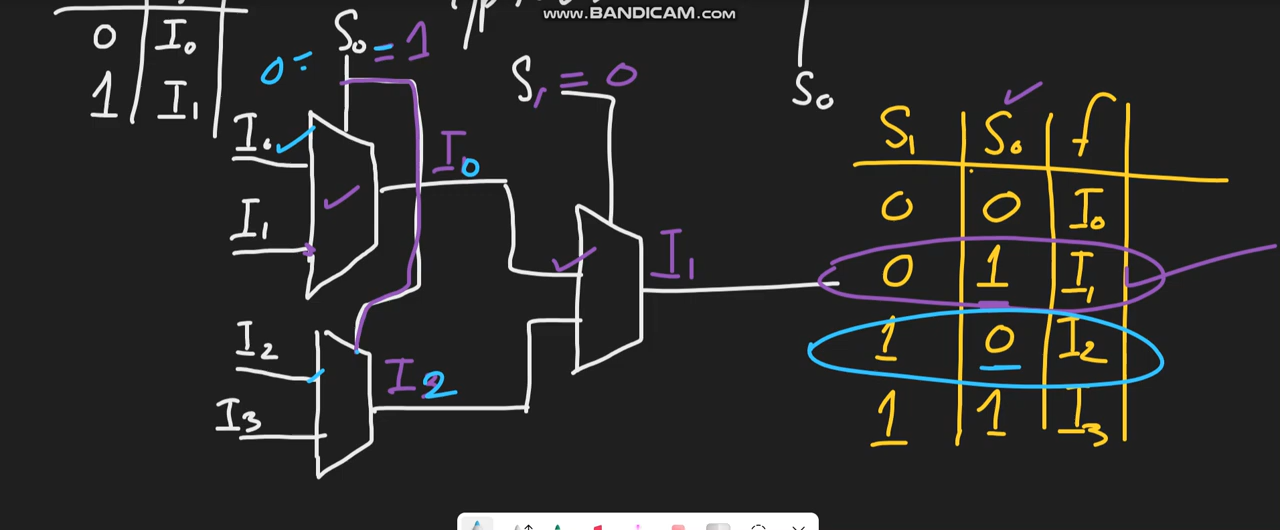 www.BANDICAM.com
0 I₀
1 I₁
S₀ = 1
0 =
S₁ = 0
S₀
I₀
I₁
I₀
I₁
I₂
I₃
I₂
S₁ S₀ f
0 0 I₀
0 1 I₁
1 0 I₂
1 1 I₃